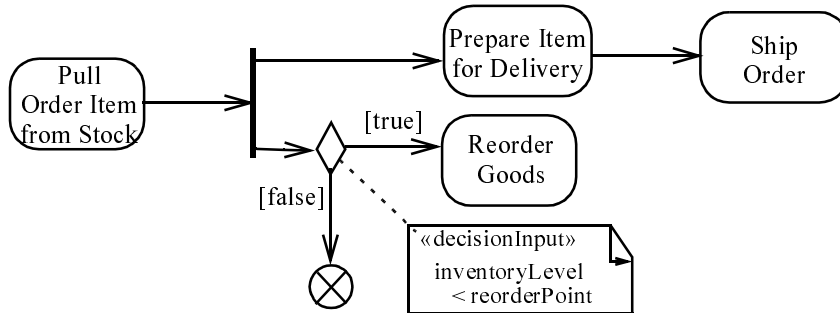 Pull
Order Item
from Stock
Prepare Item
for Delivery
Ship
Order
[true]
Reorder
Goods
[false]
«decisionInput»
inventoryLevel
< reorderPoint